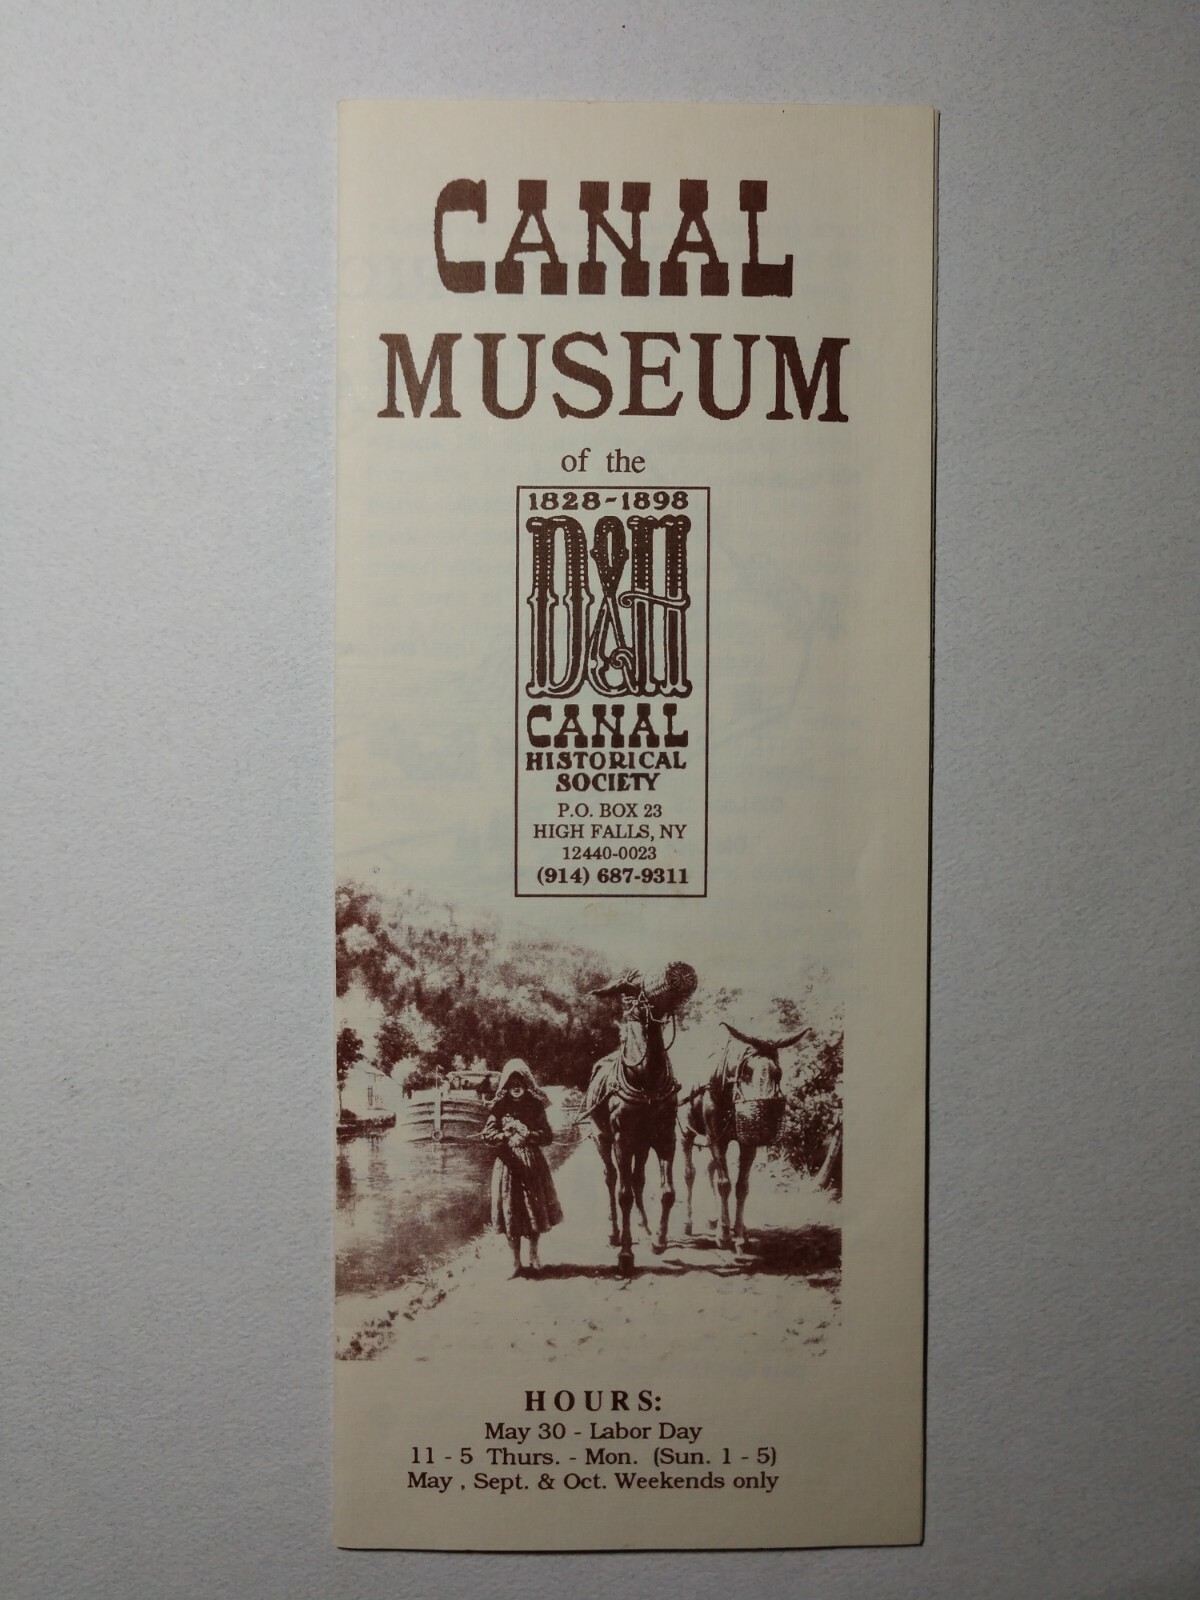 CANAL
MUSEUM
of the
1828-1898
D&H
CANAL
HISTORICAL
SOCIETY
P.O. BOX 23
HIGH FALLS, NY
12440-0023
(914) 687-9311
HOURS:
May 30 - Labor Day
11 - 5 Thurs. - Mon. (Sun. 1 - 5)
May , Sept. & Oct. Weekends only